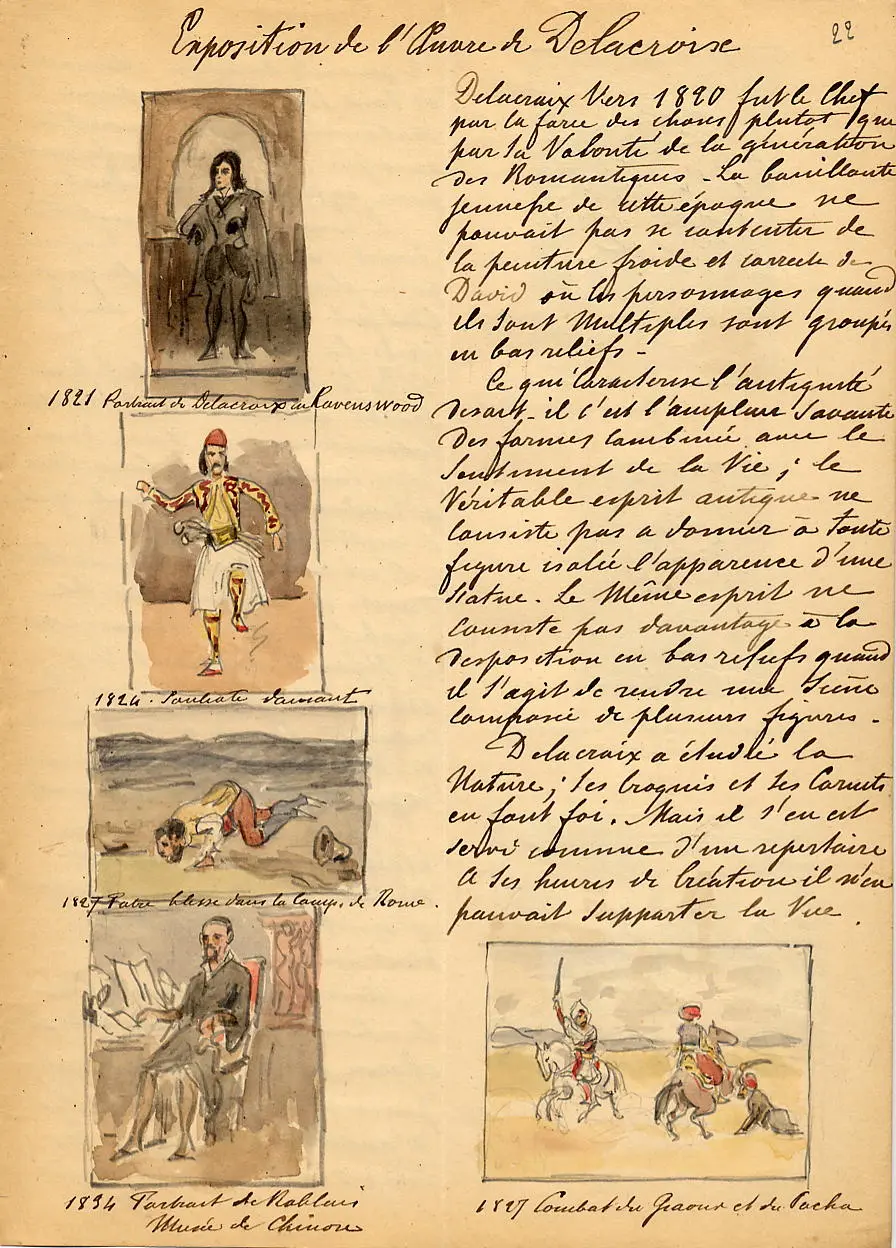 Exposition de l'Œuvre de Delacroix
22
Delacroix Vers 1820 fut le Chef
par la force des choses plutot que
par sa Volonté de la génération
des Romantiques - La bouillante
jeunesse de cette époque ne
pouvait pas se contenter de
la peinture froide et correcte de
David où les personnages quand
ils sont Multiples sont groupés
en bas reliefs -
Ce qui Caracterise l'antiquité
Disait-il c'est l'ampleur Savante
Des formes Combinée avec le
Sentiment de la Vie ; le
Véritable esprit antique ne
Consiste pas a donner à Toute
figure isolée l'apparence d'une
Statue. Le Même esprit ne
Consiste pas davantage à la
Disposition en bas reliefs quand
il s'agit de rendre une Scène
Composée de plusieurs figures -
Delacroix a étudié la
Nature ; Ses Croquis et Ses Carnets
en font foi. Mais il s'en est
servi comme d'un repertoire
A Ses heures de Création il n'en
pouvait Supporter la Vue .
1821 Portrait de Delacroix en Ravenswood
1824. Souliote dansant
1827 Patre blessé dans la Camp. de Rome.
1834 Portrait de Rablais
Musée de Chinon
1827 Combat du Giaour et du Pacha